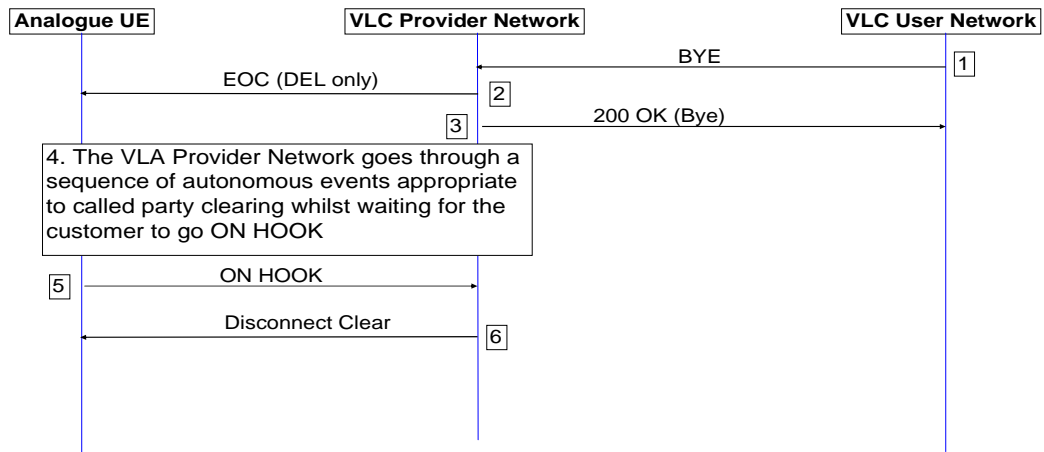 Analogue UE
VLC Provider Network
VLC User Network
BYE
1
EOC (DEL only)
2
3
200 OK (Bye)
4. The VLA Provider Network goes through a
sequence of autonomous events appropriate
to called party clearing whilst waiting for the
customer to go ON HOOK
5
ON HOOK
Disconnect Clear
6